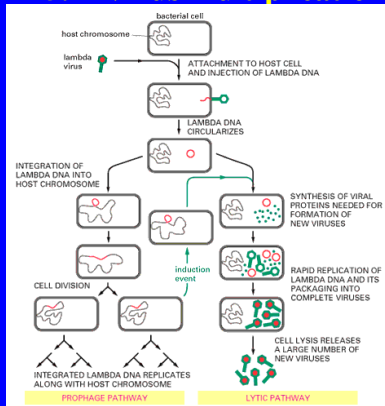 bacterial cell
host chromosome
lambda
virus
ATTACHMENT TO HOST CELL
AND INJECTION OF LAMBDA DNA
LAMBDA DNA
CIRCULARIZES
INTEGRATION OF
LAMBDA DNA INTO
HOST CHROMOSOME
SYNTHESIS OF VIRAL
PROTEINS NEEDED FOR
FORMATION OF
NEW VIRUSES
induction
event
RAPID REPLICATION OF
LAMBDA DNA AND ITS
PACKAGING INTO
COMPLETE VIRUSES
CELL DIVISION
CELL LYSIS RELEASES
A LARGE NUMBER OF
NEW VIRUSES
INTEGRATED LAMBDA DNA REPLICATES
ALONG WITH HOST CHROMOSOME
PROPHAGE PATHWAY
LYTIC PATHWAY